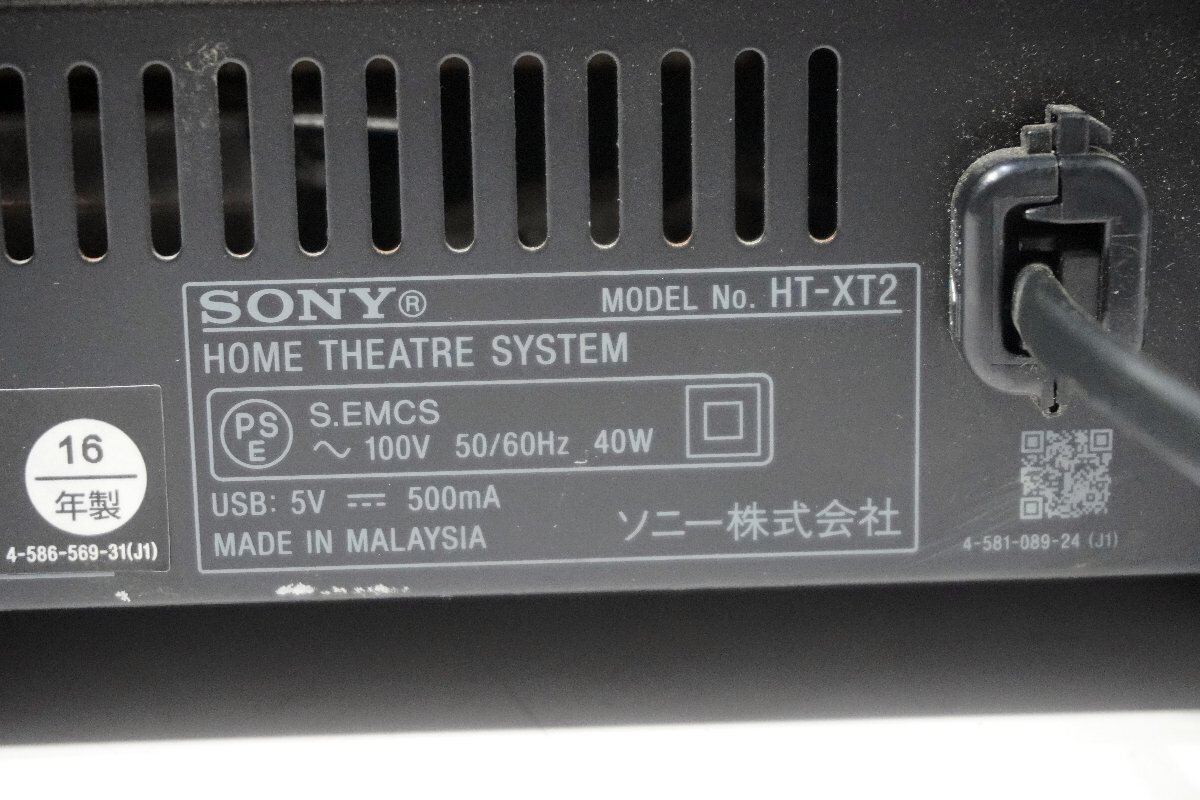 SONY® MODEL No. HT-XT2
HOME THEATRE SYSTEM
PSE S.EMCS
～ 100V 50/60Hz 40W
USB: 5V ⎓ 500mA
MADE IN MALAYSIA ソニー株式会社
16
年製
4-586-569-31(J1)
4-581-089-24 (J1)